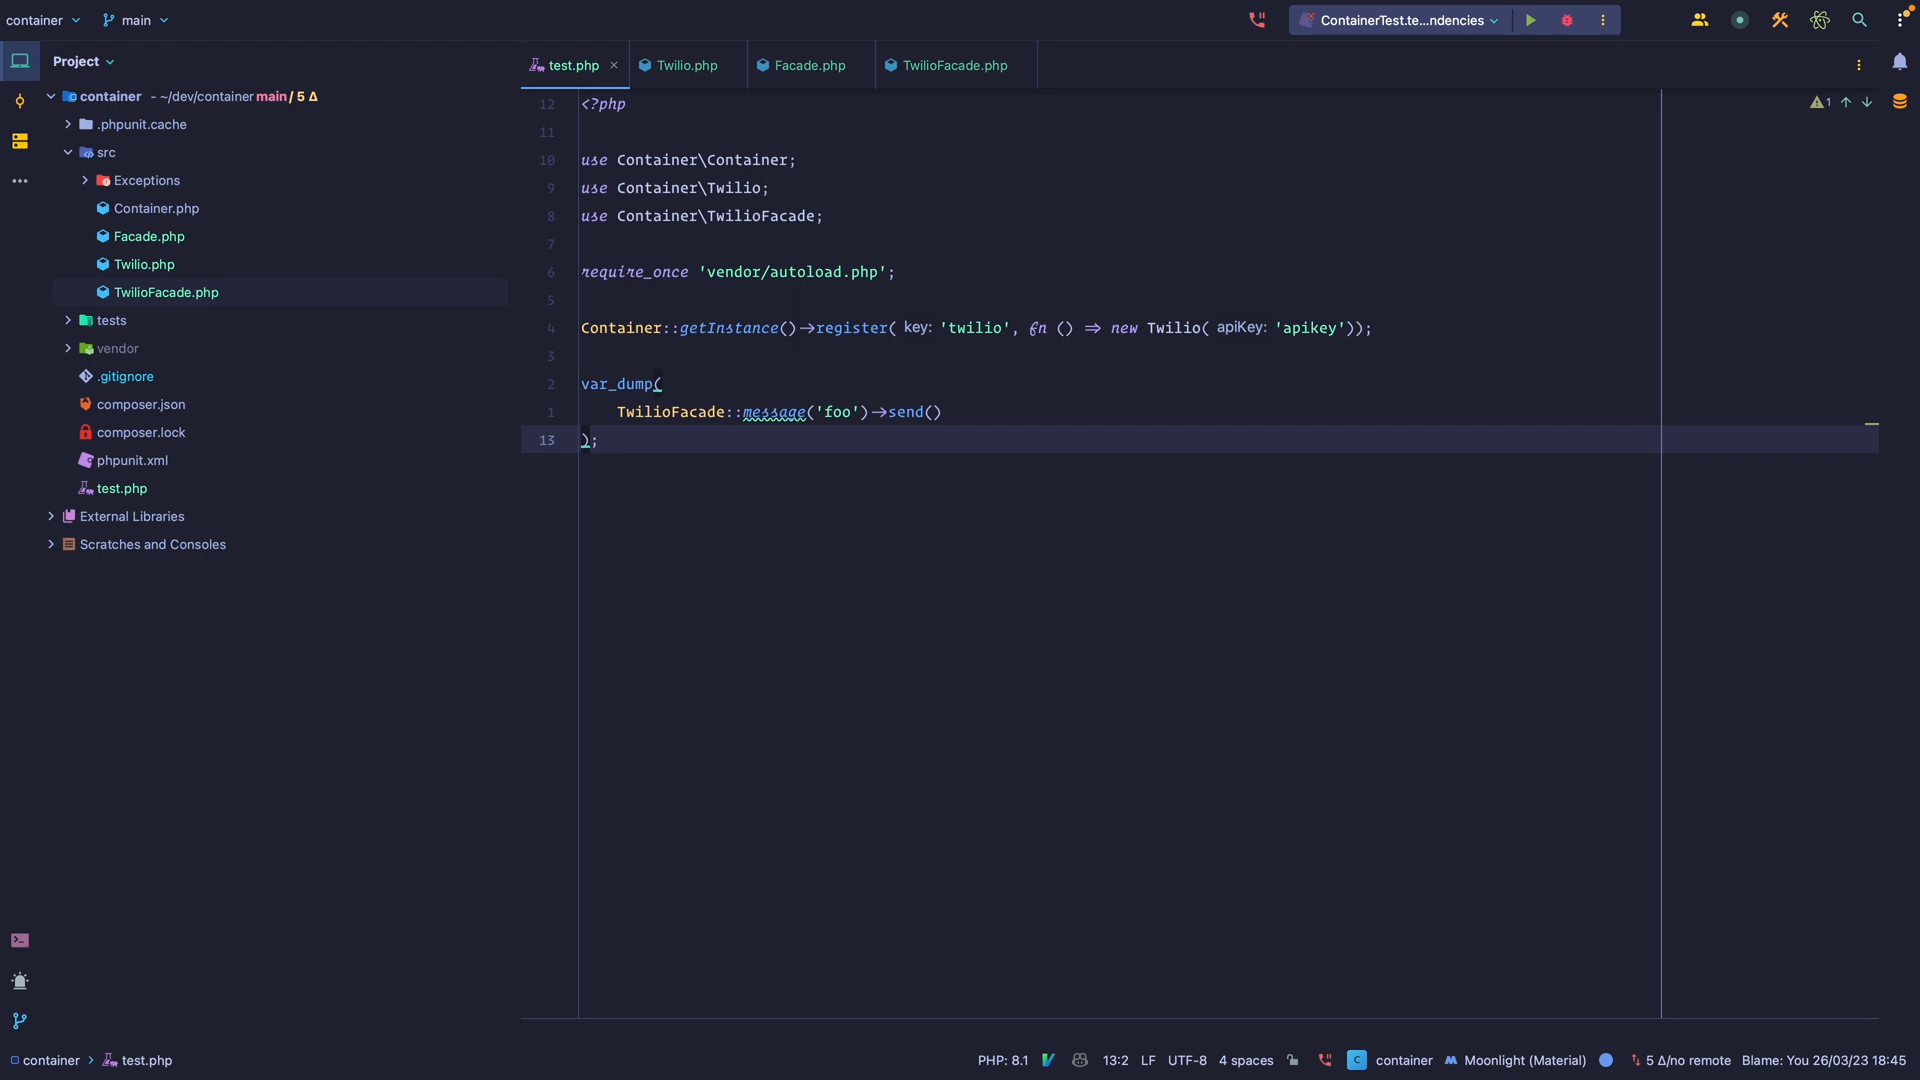 container main ContainerTest.te...ndencies
Project
test.php Twilio.php Facade.php TwilioFacade.php
container - ~/dev/container main / 5 Δ
.phpunit.cache
src
Exceptions
Container.php
Facade.php
Twilio.php
TwilioFacade.php
tests
vendor
.gitignore
composer.json
composer.lock
phpunit.xml
test.php
External Libraries
Scratches and Consoles
1
12 <?php
11
10 use Container\Container;
9 use Container\Twilio;
8 use Container\TwilioFacade;
7
6 require_once 'vendor/autoload.php';
5
4 Container::getInstance()->register( key: 'twilio', fn () => new Twilio( apiKey: 'apikey'));
3
2 var_dump(
1 TwilioFacade::message('foo')->send()
13 );
container > test.php PHP: 8.1 13:2 LF UTF-8 4 spaces C container Moonlight (Material) 5 Δ/no remote Blame: You 26/03/23 18:45